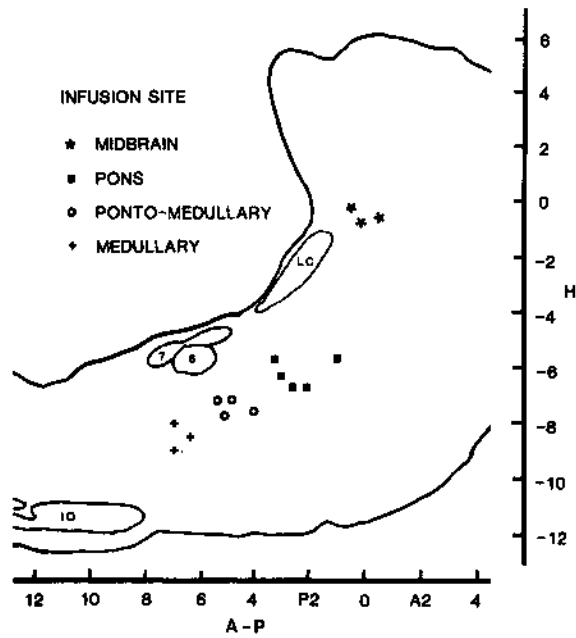 INFUSION SITE
★ MIDBRAIN
■ PONS
○ PONTO-MEDULLARY
+ MEDULLARY
LC
7
6
IO
6
4
2
0
-2
H
-4
-6
-8
-10
-12
12 10 8 6 4 P2 0 A2 4
A-P